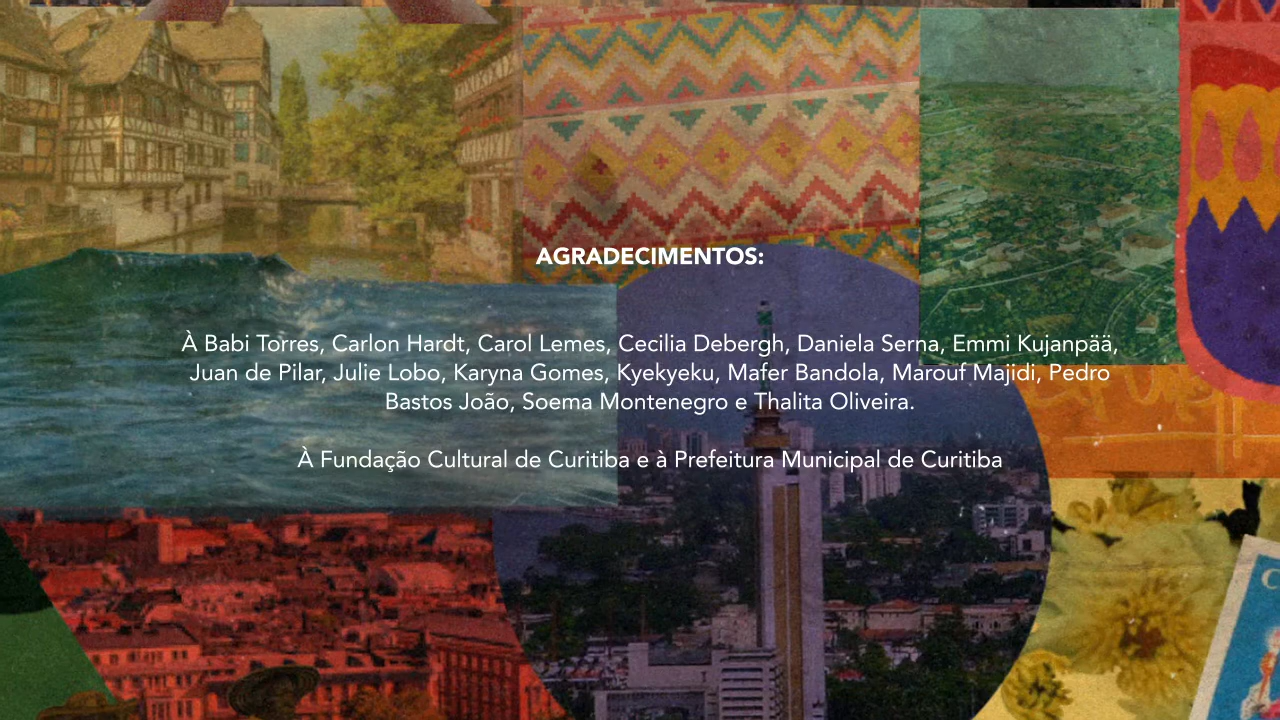 AGRADECIMENTOS:
À Babi Torres, Carlon Hardt, Carol Lemes, Cecilia Debergh, Daniela Serna, Emmi Kujanpää,
Juan de Pilar, Julie Lobo, Karyna Gomes, Kyekyeku, Mafer Bandola, Marouf Majidi, Pedro
Bastos João, Soema Montenegro e Thalita Oliveira.
À Fundação Cultural de Curitiba e à Prefeitura Municipal de Curitiba